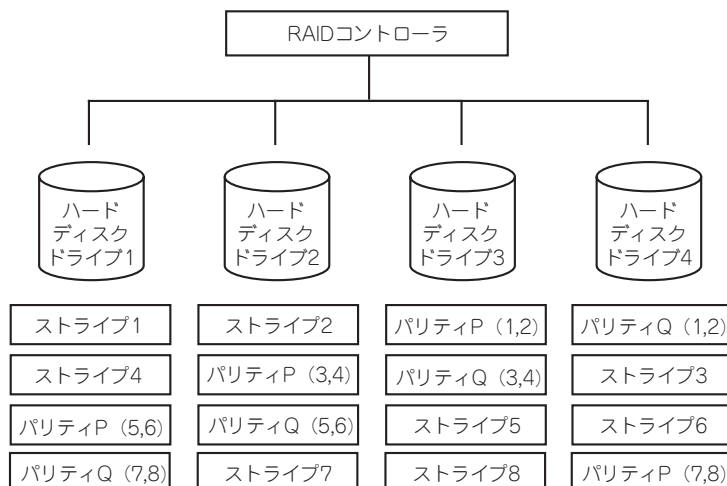 RAIDコントローラ
ハード
ディスク
ドライブ1
ハード
ディスク
ドライブ2
ハード
ディスク
ドライブ3
ハード
ディスク
ドライブ4
ストライプ1
ストライプ2
パリティP（1,2）
パリティQ（1,2）
ストライプ4
パリティP（3,4）
パリティQ（3,4）
ストライプ3
パリティP（5,6）
パリティQ（5,6）
ストライプ5
ストライプ6
パリティQ（7,8）
ストライプ7
ストライプ8
パリティP（7,8）